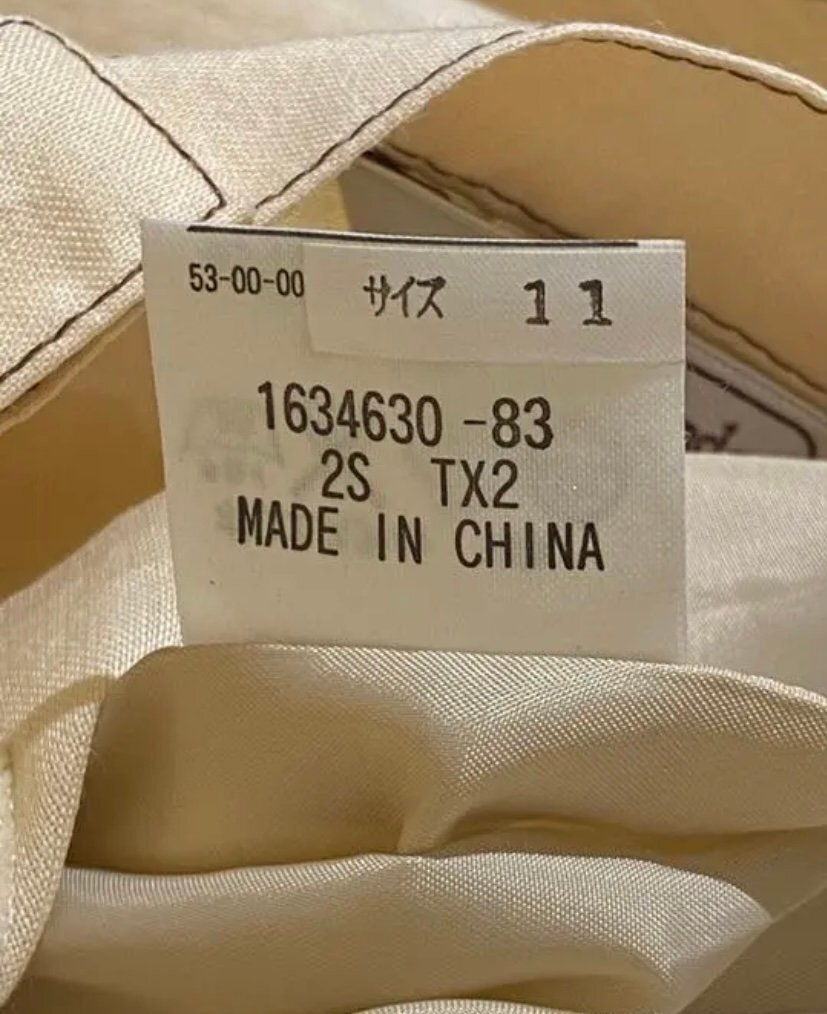 53-00-00 サイズ 11
1634630 -83
2S TX2
MADE IN CHINA